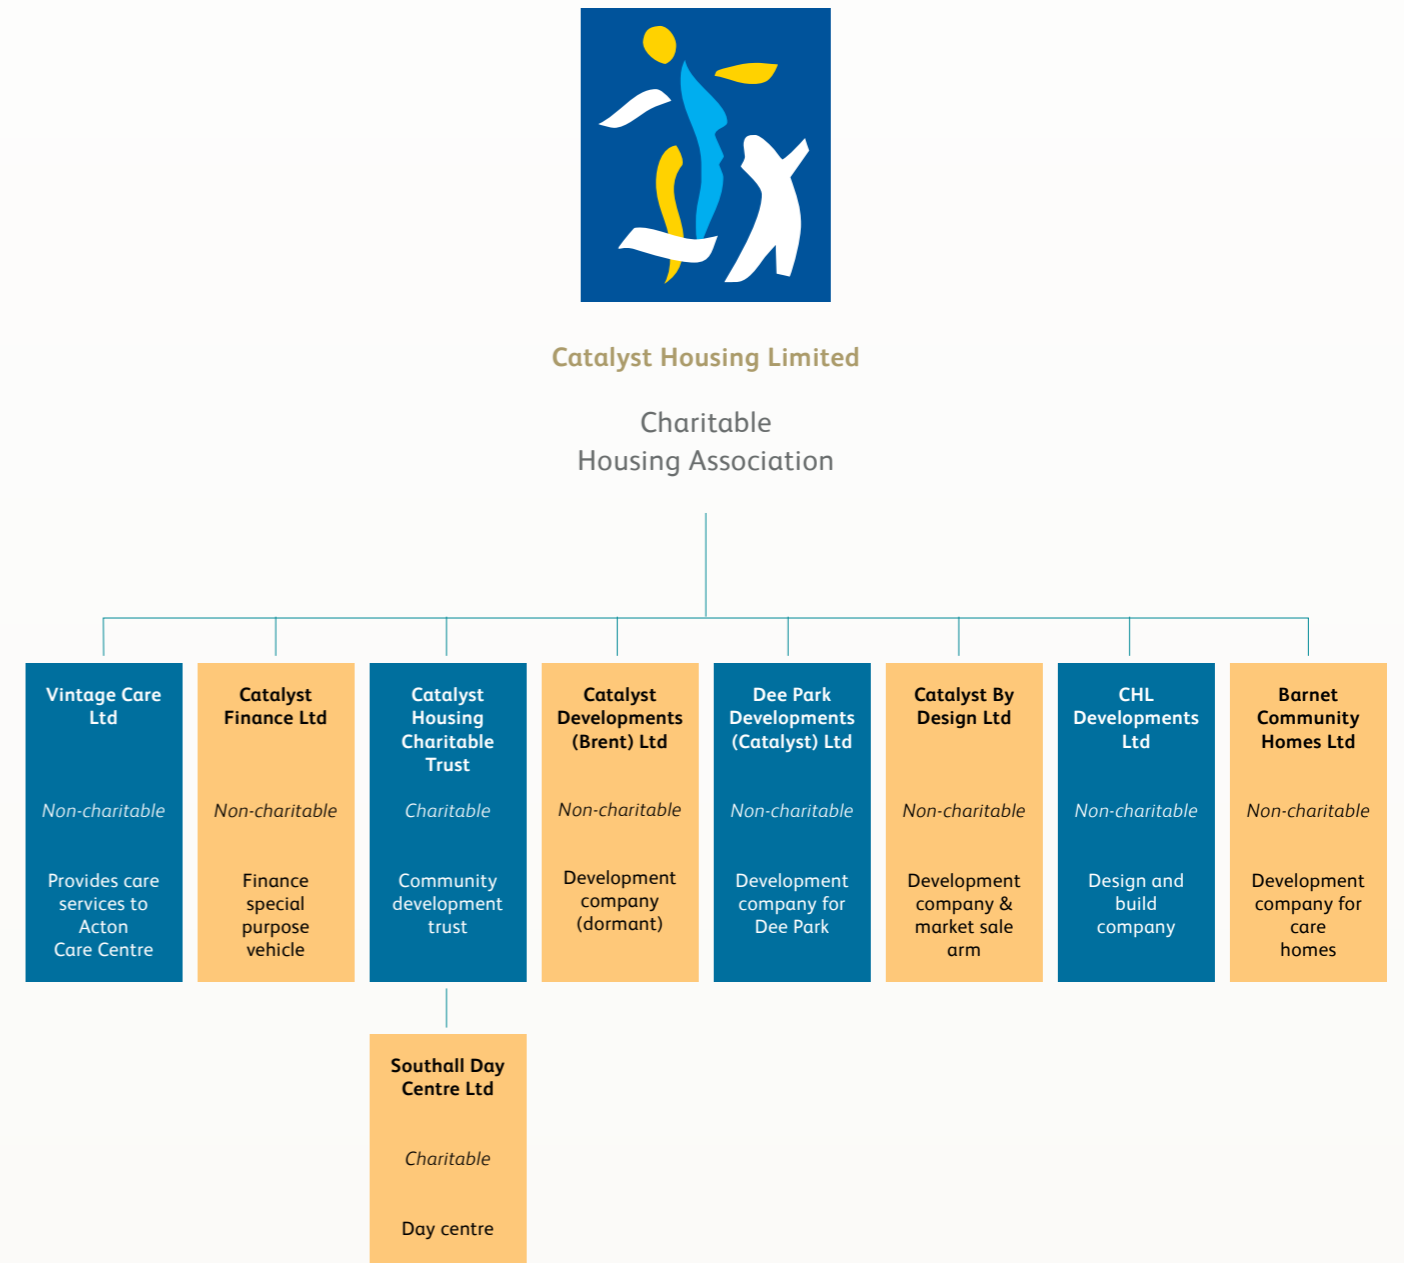 Catalyst Housing Limited
Charitable
Housing Association
Vintage Care
Ltd
Non-charitable
Provides care
services to
Acton
Care Centre
Catalyst
Finance Ltd
Non-charitable
Finance
special
purpose
vehicle
Catalyst
Housing
Charitable
Trust
Charitable
Community
development
trust
Catalyst
Developments
(Brent) Ltd
Non-charitable
Development
company
(dormant)
Dee Park
Developments
(Catalyst) Ltd
Non-charitable
Development
company for
Dee Park
Catalyst By
Design Ltd
Non-charitable
Development
company &
market sale
arm
CHL
Developments
Ltd
Non-charitable
Design and
build
company
Barnet
Community
Homes Ltd
Non-charitable
Development
company for
care
homes
Southall Day
Centre Ltd
Charitable
Day centre